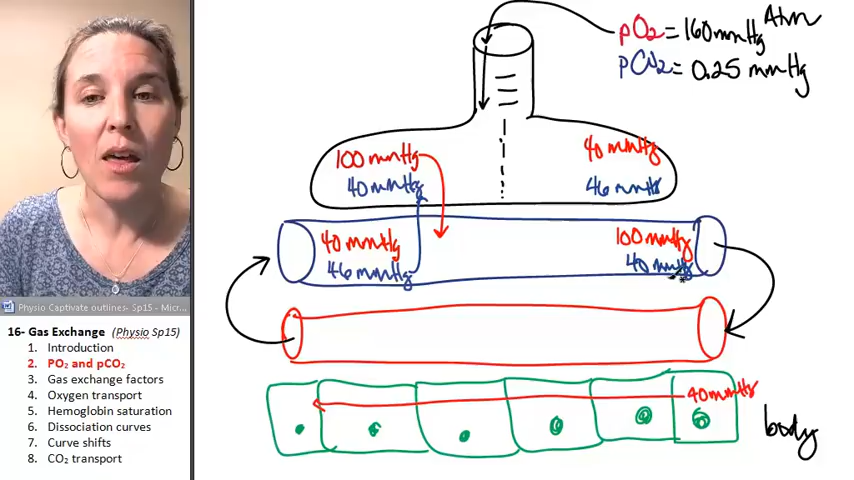 Atm
pO2 = 160 mmHg
pCO2 = 0.25 mmHg
100 mmHg
40 mmHg
40 mmHg
46 mmHg
40 mmHg
46 mmHg
100 mmHg
40 mmHg
40 mmHg
body
Physio Captivate outlines- Sp15 - Micr...
16- Gas Exchange (Physio Sp15)
1. Introduction
2. PO2 and pCO2
3. Gas exchange factors
4. Oxygen transport
5. Hemoglobin saturation
6. Dissociation curves
7. Curve shifts
8. CO2 transport